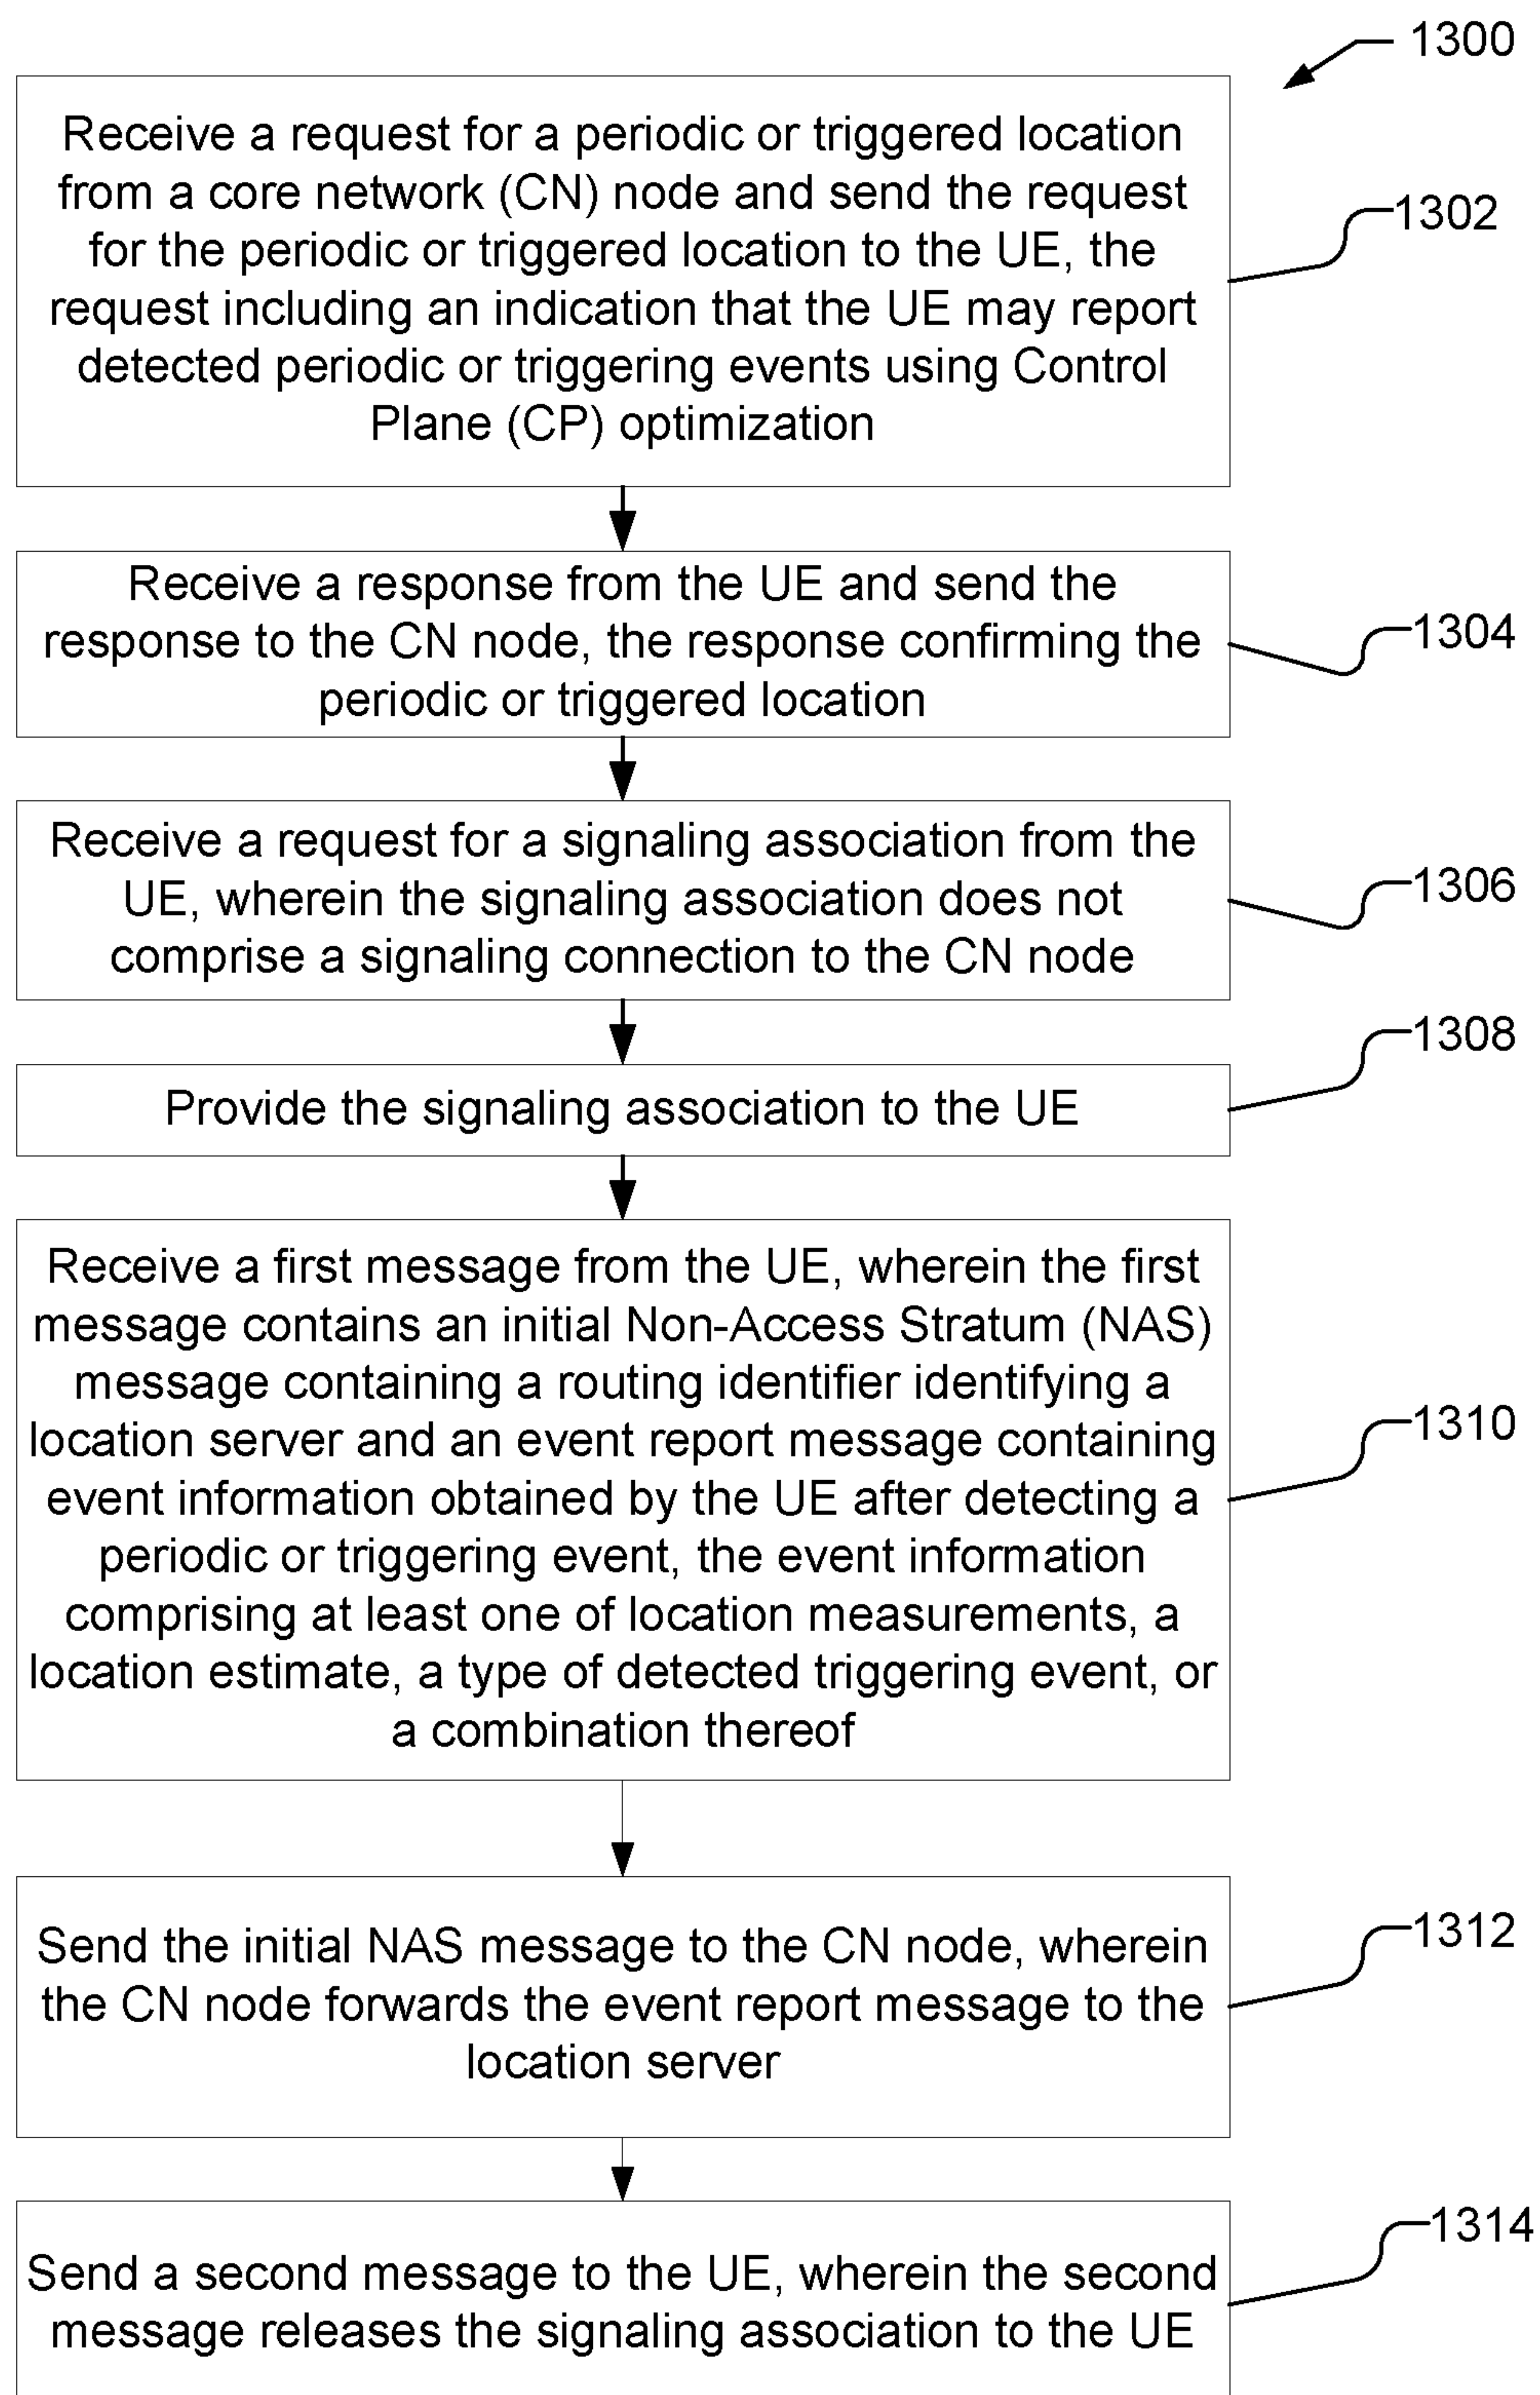 1300
Receive a request for a periodic or triggered location
from a core network (CN) node and send the request
for the periodic or triggered location to the UE, the
request including an indication that the UE may report
detected periodic or triggering events using Control
Plane (CP) optimization
1302
Receive a response from the UE and send the
response to the CN node, the response confirming the
periodic or triggered location
1304
Receive a request for a signaling association from the
UE, wherein the signaling association does not
comprise a signaling connection to the CN node
1306
Provide the signaling association to the UE
1308
Receive a first message from the UE, wherein the first
message contains an initial Non-Access Stratum (NAS)
message containing a routing identifier identifying a
location server and an event report message containing
event information obtained by the UE after detecting a
periodic or triggering event, the event information
comprising at least one of location measurements, a
location estimate, a type of detected triggering event, or
a combination thereof
1310
Send the initial NAS message to the CN node, wherein
the CN node forwards the event report message to the
location server
1312
Send a second message to the UE, wherein the second
message releases the signaling association to the UE
1314